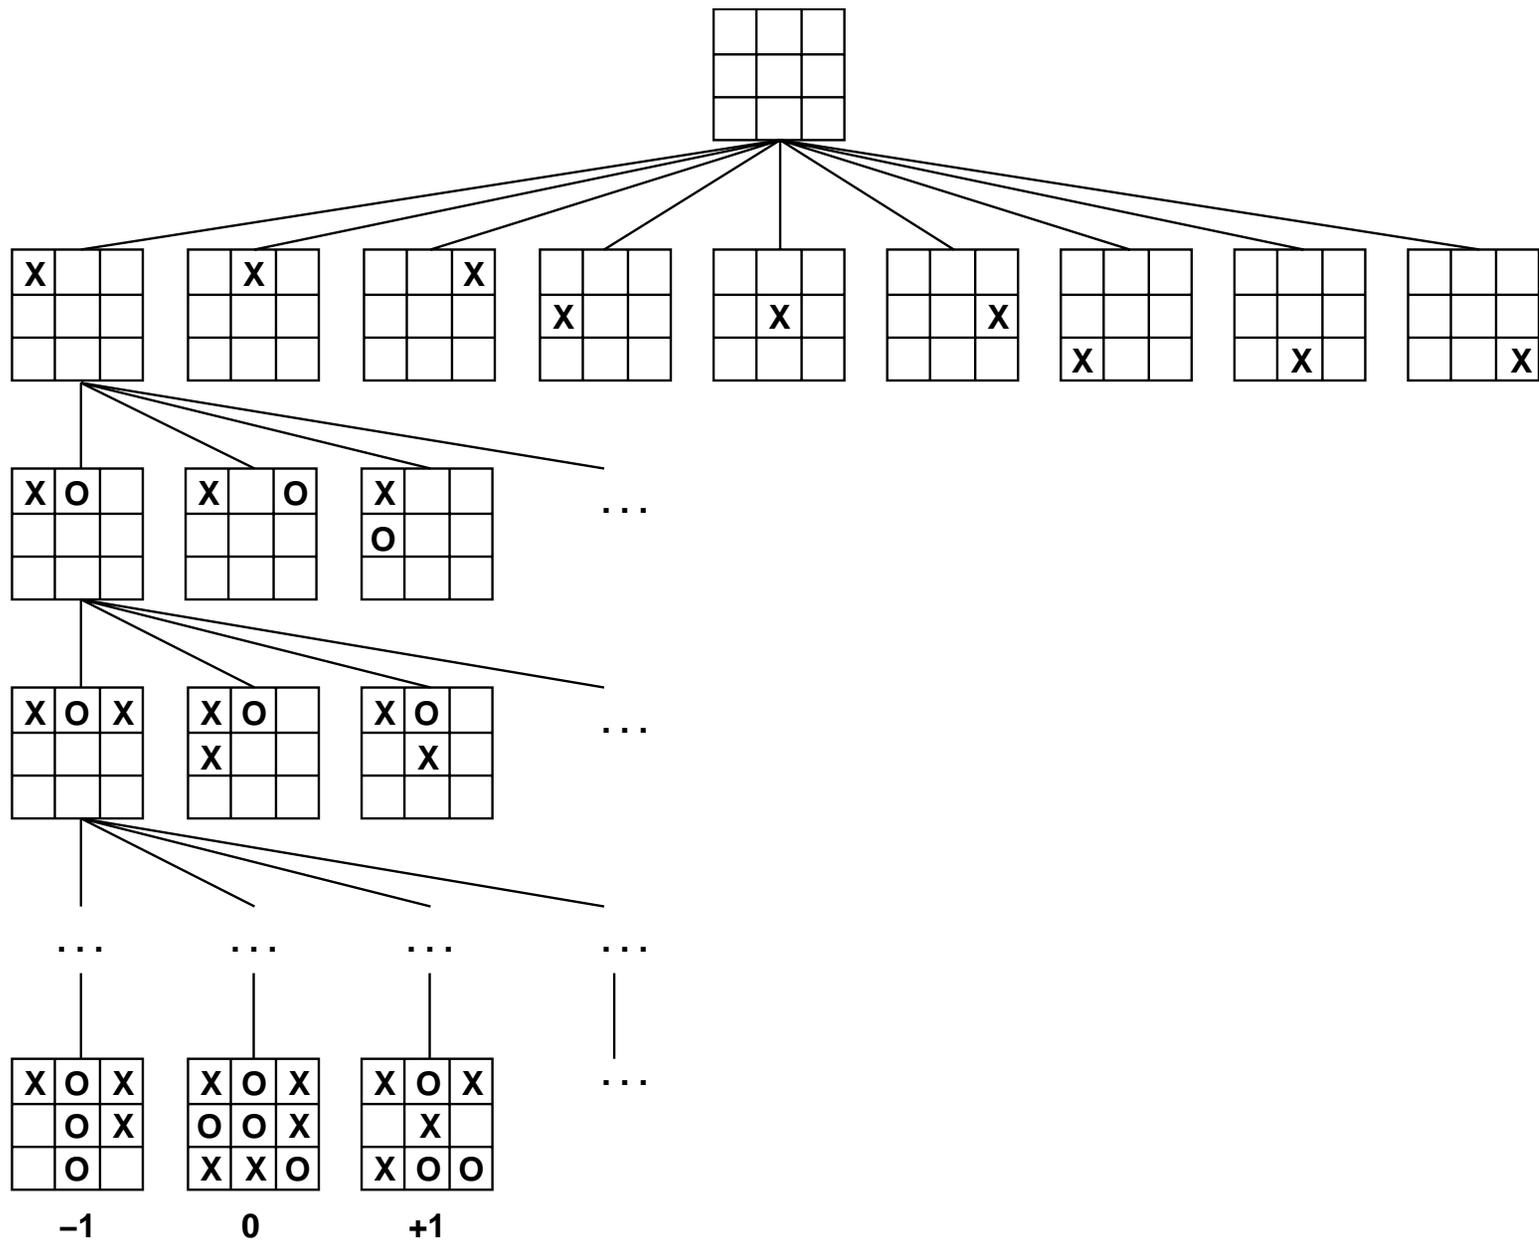 X X X
X X X
X X X
X O X O X
. . .
O
X O X X O X O
. . .
X X
. . . . . . . . . . . .
X O X X O X X O X
. . .
O X O O X X
O X X O X O O
–1 0 +1